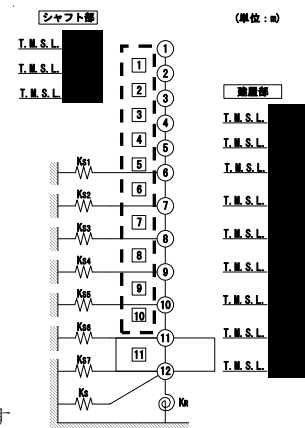 シャフト部
(単位:m)
T.M.S.L.
T.M.S.L.
T.M.S.L.
建屋部
T.M.S.L.
T.M.S.L.
T.M.S.L.
T.M.S.L.
T.M.S.L.
T.M.S.L.
T.M.S.L.
T.M.S.L.
1
1
2
2
3
3
4
4
5
KS1
5
6
KS2
6
7
KS3
7
8
KS4
8
9
KS5
9
10
KS6
10
11
KS7
11
12
KS
KR